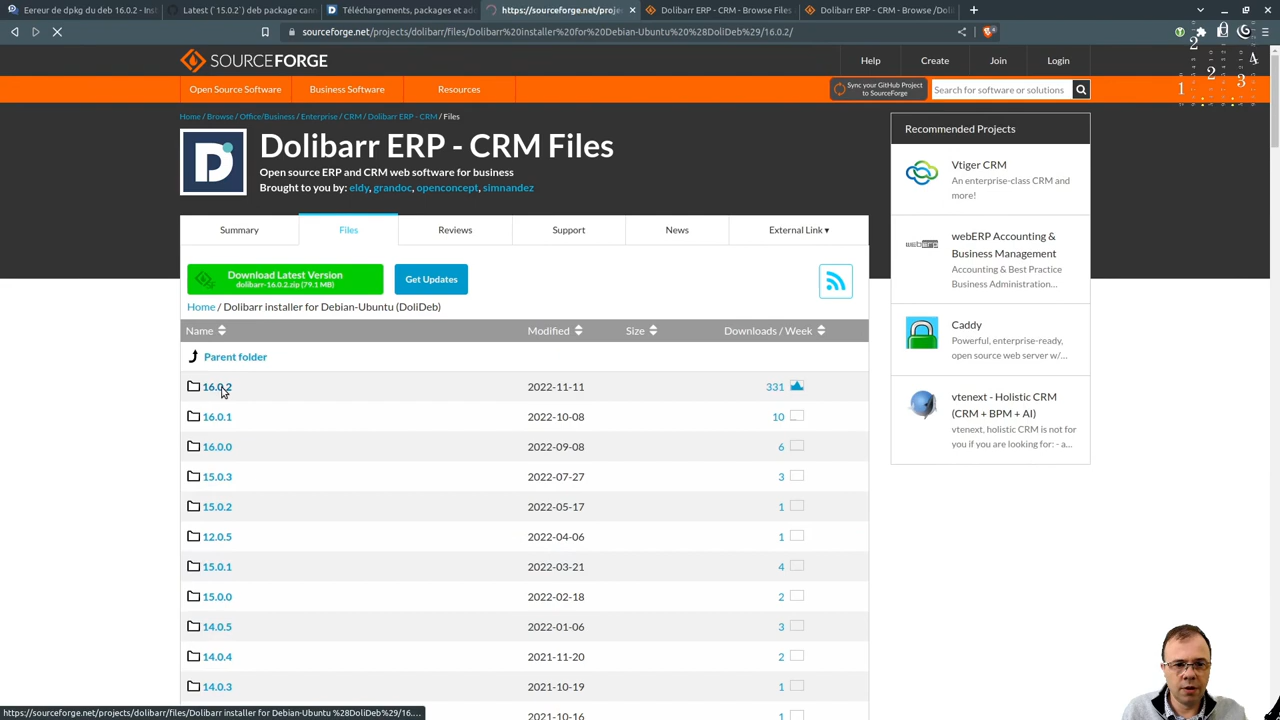 Eereur de dpkg du deb 16.0.2 - Inst
Latest (`15.0.2`) deb package cann
Téléchargements, packages et ad
https://sourceforge.net/proje
Dolibarr ERP - CRM - Browse Files
Dolibarr ERP - CRM - Browse /Doli
sourceforge.net/projects/dolibarr/files/Dolibarr%20installer%20for%20Debian-Ubuntu%20%28DoliDeb%29/16.0.2/
SOURCEFORGE
Help
Create
Join
Login
Open Source Software
Business Software
Resources
Sync your GitHub Project
to SourceForge
Search for software or solutions
Home / Browse / Office/Business / Enterprise / CRM / Dolibarr ERP - CRM / Files
Dolibarr ERP - CRM Files
Open source ERP and CRM web software for business
Brought to you by: eldy, grandoc, openconcept, simnandez
Summary
Files
Reviews
Support
News
External Link ▾
Download Latest Version
dolibarr-16.0.2.zip (79.1 MB)
Get Updates
Home / Dolibarr installer for Debian-Ubuntu (DoliDeb)
Name Modified Size Downloads / Week
Parent folder
16.0.2 2022-11-11 331
16.0.1 2022-10-08 10
16.0.0 2022-09-08 6
15.0.3 2022-07-27 3
15.0.2 2022-05-17 1
12.0.5 2022-04-06 1
15.0.1 2022-03-21 4
15.0.0 2022-02-18 2
14.0.5 2022-01-06 3
14.0.4 2021-11-20 2
14.0.3 2021-10-19 1
2021-10-16 1
Recommended Projects
Vtiger CRM
An enterprise-class CRM and
more!
webERP
webERP Accounting &
Business Management
Accounting & Best Practice
Business Administration...
Caddy
Powerful, enterprise-ready,
open source web server w/...
vtenext - Holistic CRM
(CRM + BPM + AI)
vtenext, holistic CRM is not for
you if you are looking for: - a...
https://sourceforge.net/projects/dolibarr/files/Dolibarr installer for Debian-Ubuntu %28DoliDeb%29/16....
1 2 2 3 4